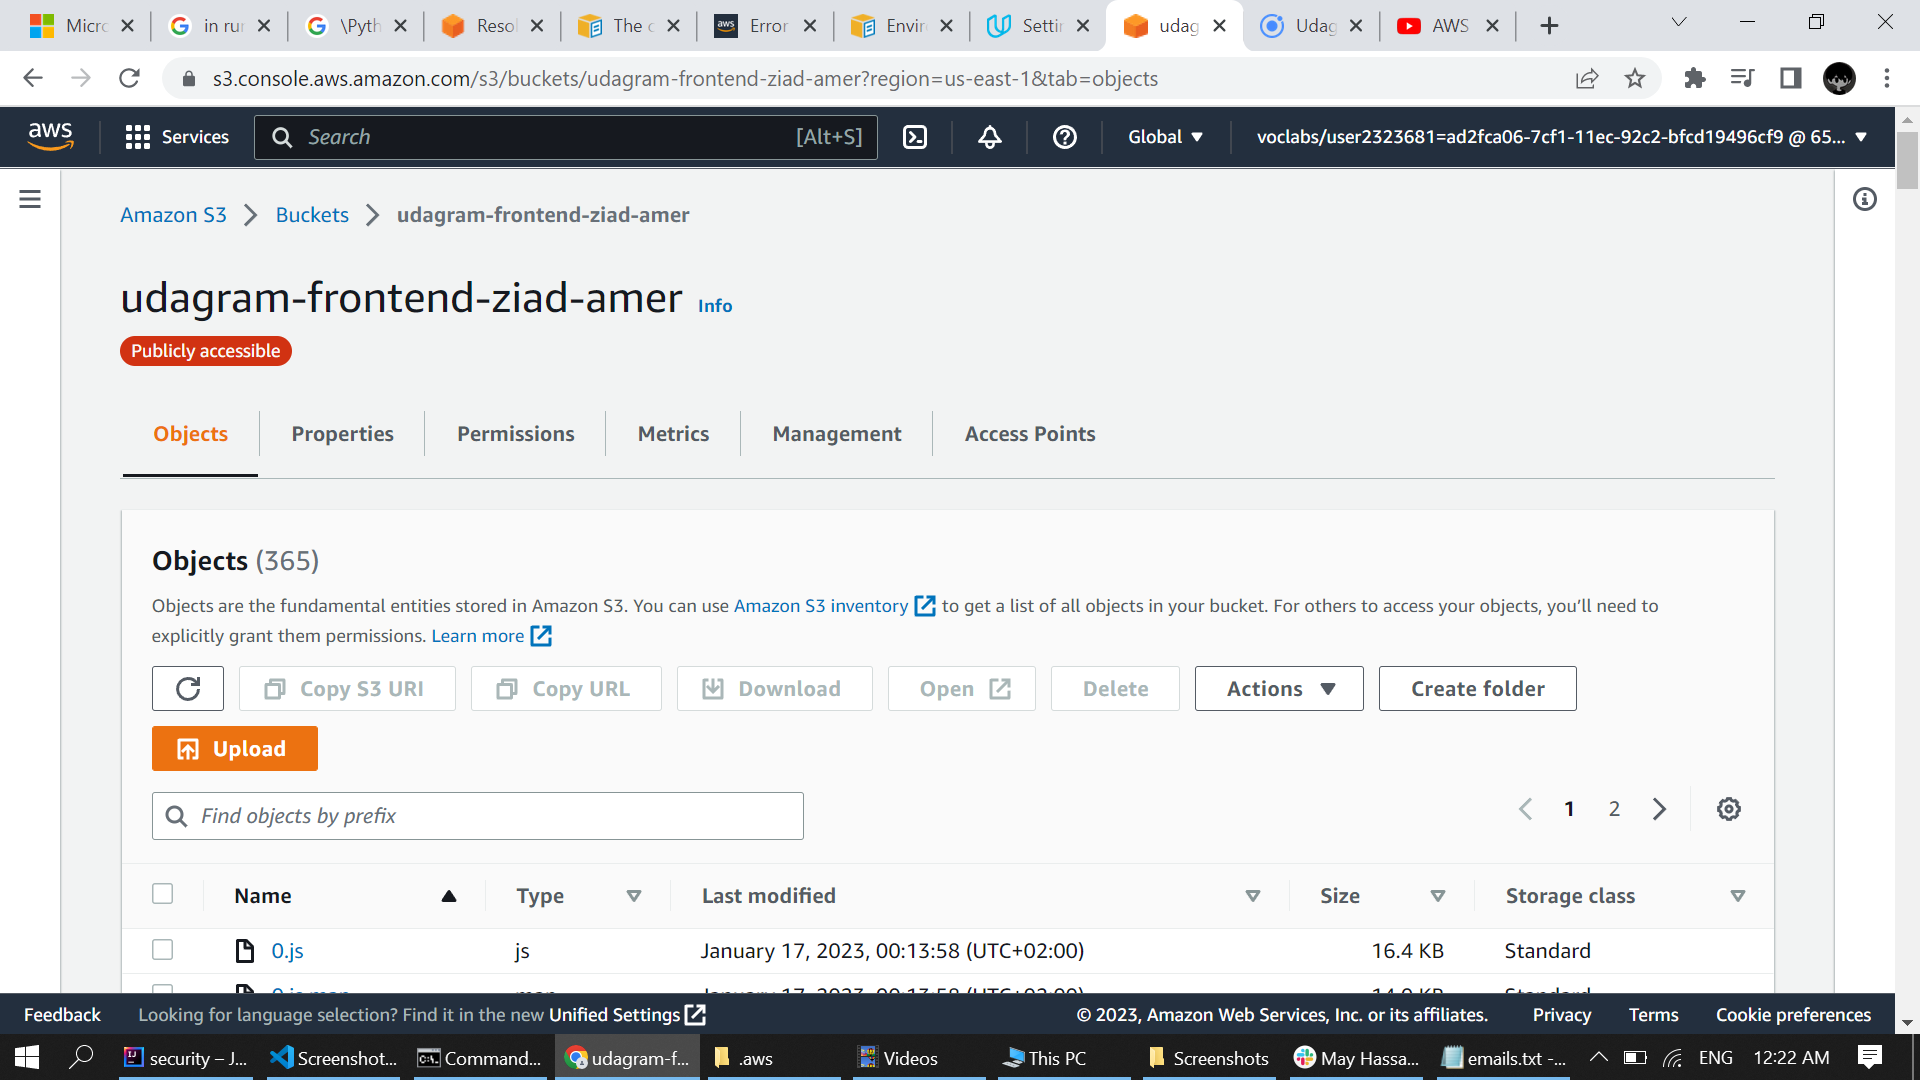 Micro
in run
\Pyth
Resol
The c
Error
Envir
Settin
udag
Udag
AWS
s3.console.aws.amazon.com/s3/buckets/udagram-frontend-ziad-amer?region=us-east-1&tab=objects
aws
Services
Search
[Alt+S]
Global
voclabs/user2323681=ad2fca06-7cf1-11ec-92c2-bfcd19496cf9 @ 65...
Amazon S3
Buckets
udagram-frontend-ziad-amer
udagram-frontend-ziad-amer Info
Publicly accessible
Objects
Properties
Permissions
Metrics
Management
Access Points
Objects (365)
Objects are the fundamental entities stored in Amazon S3. You can use Amazon S3 inventory to get a list of all objects in your bucket. For others to access your objects, you'll need to
explicitly grant them permissions. Learn more
Copy S3 URI
Copy URL
Download
Open
Delete
Actions
Create folder
Upload
Find objects by prefix
1
2
Name
Type
Last modified
Size
Storage class
0.js
js
January 17, 2023, 00:13:58 (UTC+02:00)
16.4 KB
Standard
Feedback
Looking for language selection? Find it in the new Unified Settings
© 2023, Amazon Web Services, Inc. or its affiliates.
Privacy
Terms
Cookie preferences
security – J...
Screenshot...
Command...
udagram-f...
.aws
Videos
This PC
Screenshots
May Hassa...
emails.txt -...
ENG
12:22 AM